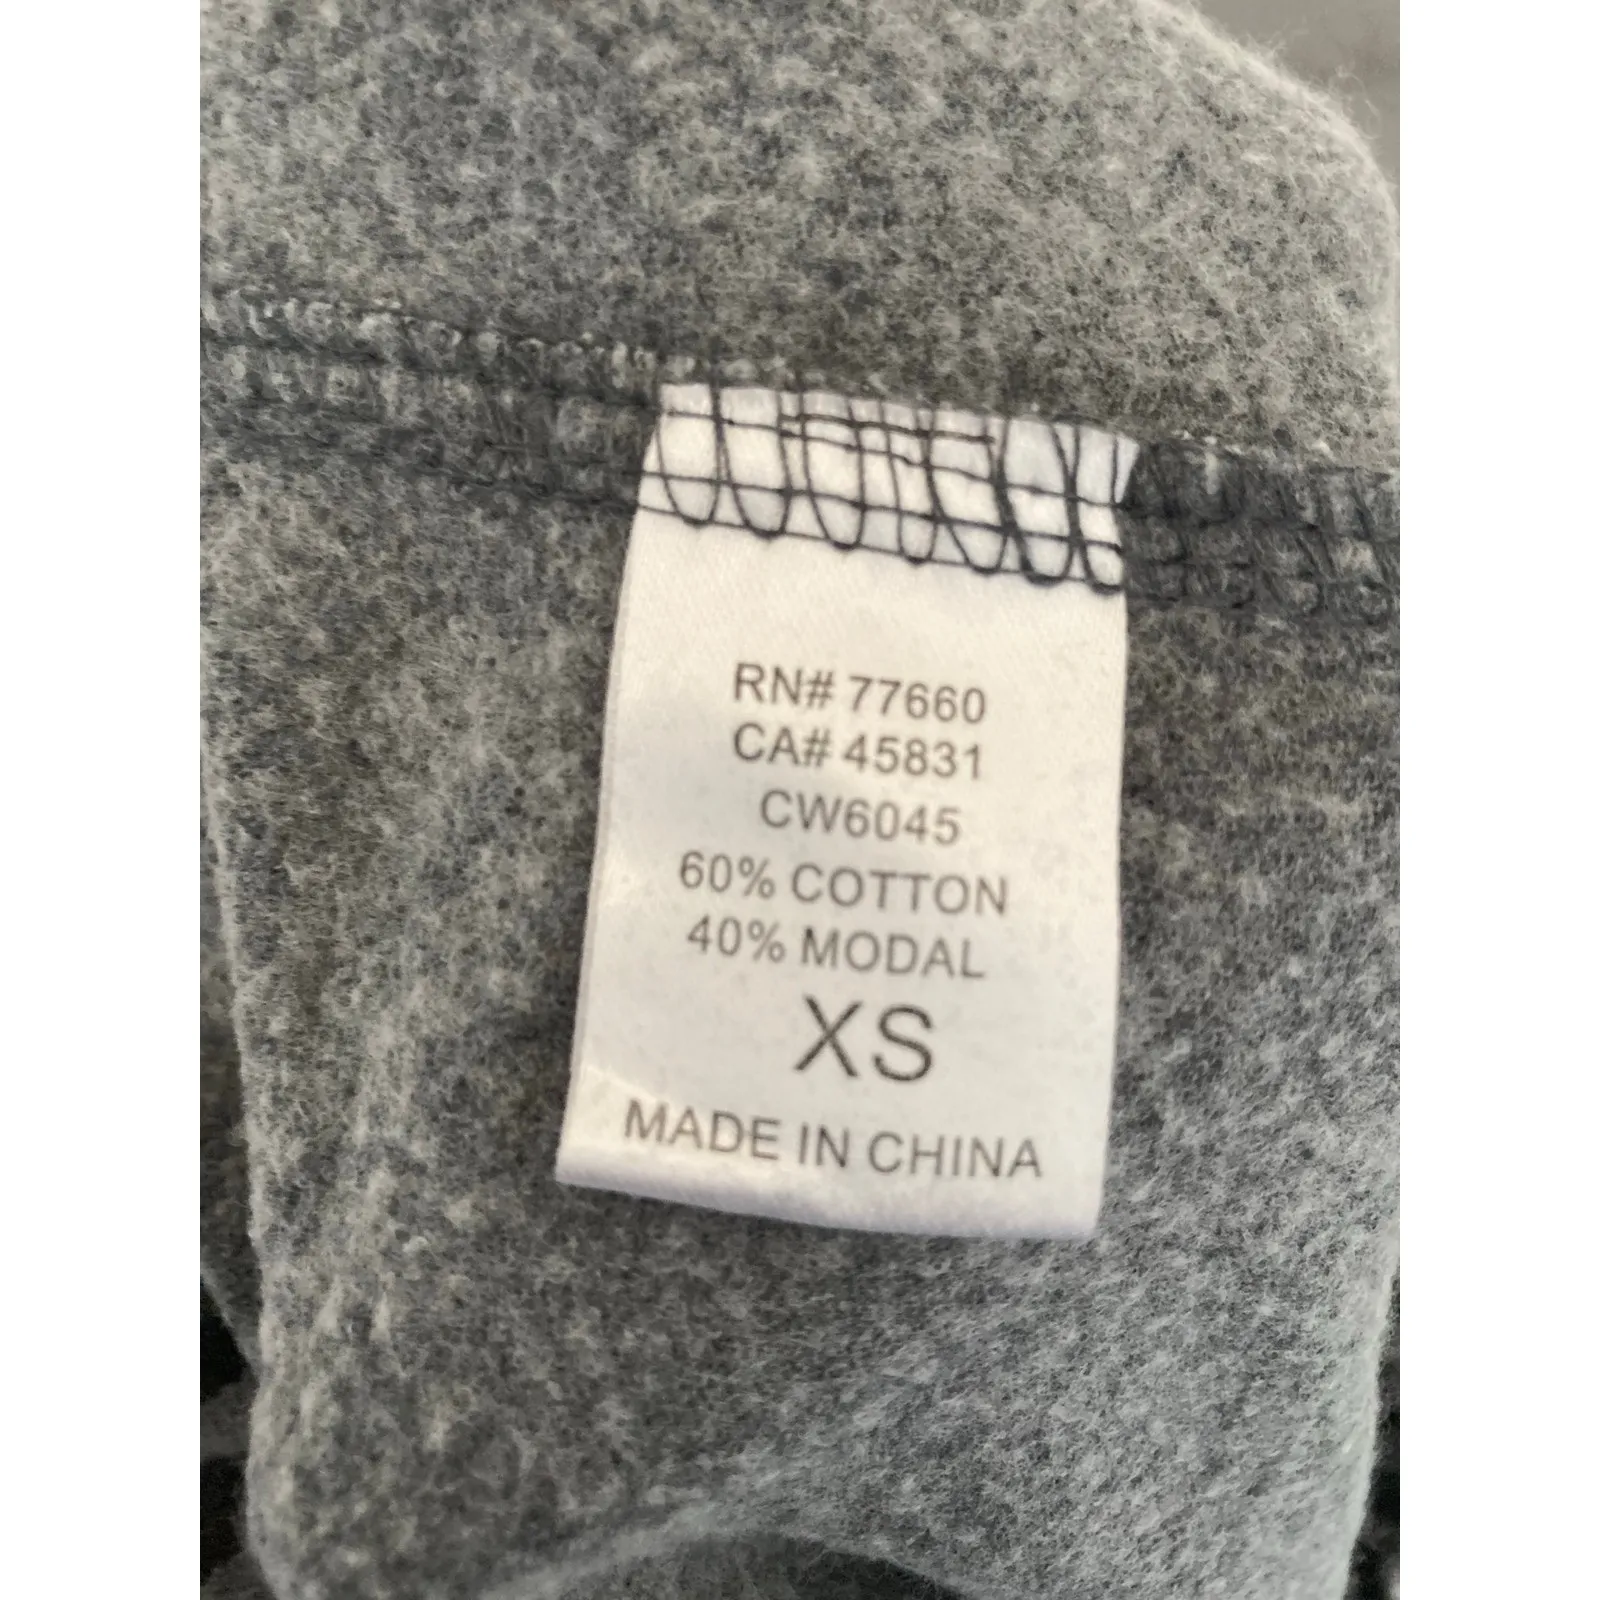 RN# 77660
CA# 45831
CW6045
60% COTTON
40% MODAL
XS
MADE IN CHINA